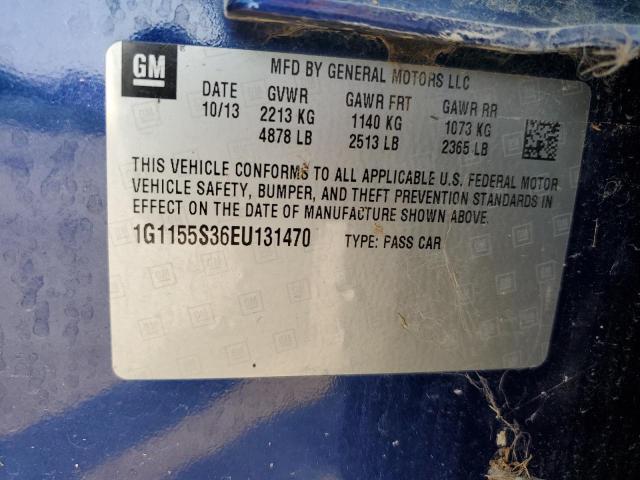 GM
MFD BY GENERAL MOTORS LLC
DATE GVWR GAWR FRT GAWR RR
10/13 2213 KG 1140 KG 1073 KG
4878 LB 2513 LB 2365 LB
THIS VEHICLE CONFORMS TO ALL APPLICABLE U.S. FEDERAL MOTOR
VEHICLE SAFETY, BUMPER, AND THEFT PREVENTION STANDARDS IN
EFFECT ON THE DATE OF MANUFACTURE SHOWN ABOVE.
1G1155S36EU131470 TYPE: PASS CAR